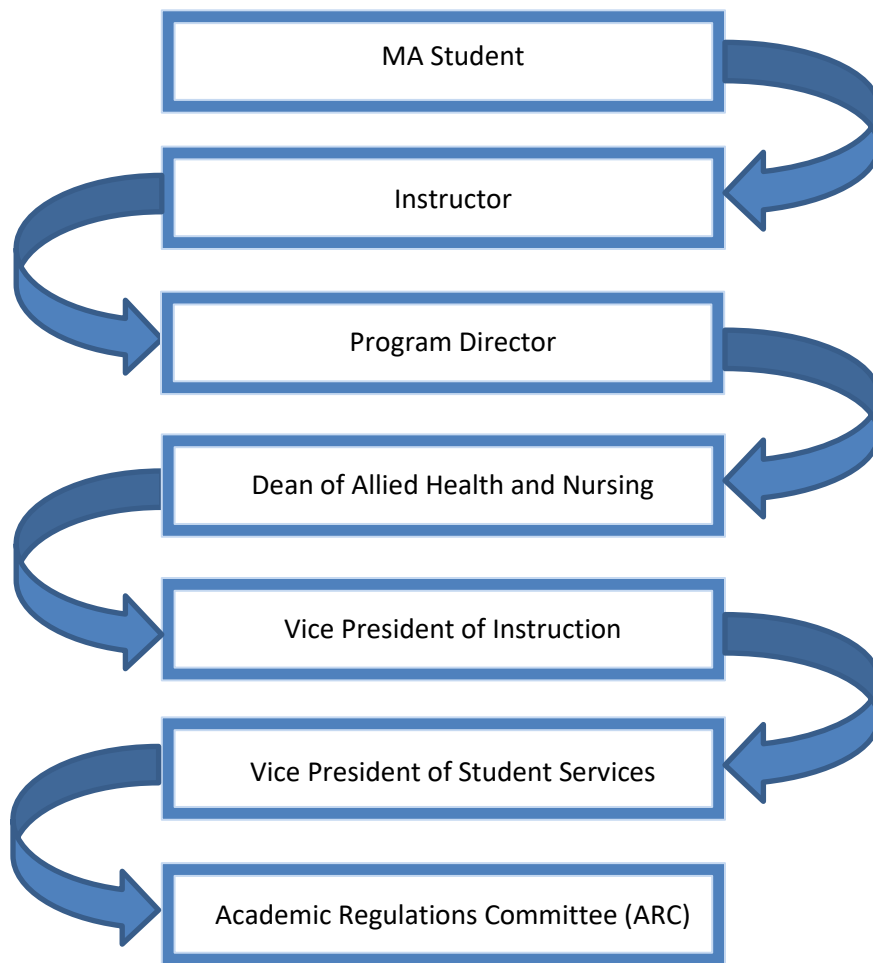 MA Student
Instructor
Program Director
Dean of Allied Health and Nursing
Vice President of Instruction
Vice President of Student Services
Academic Regulations Committee (ARC)